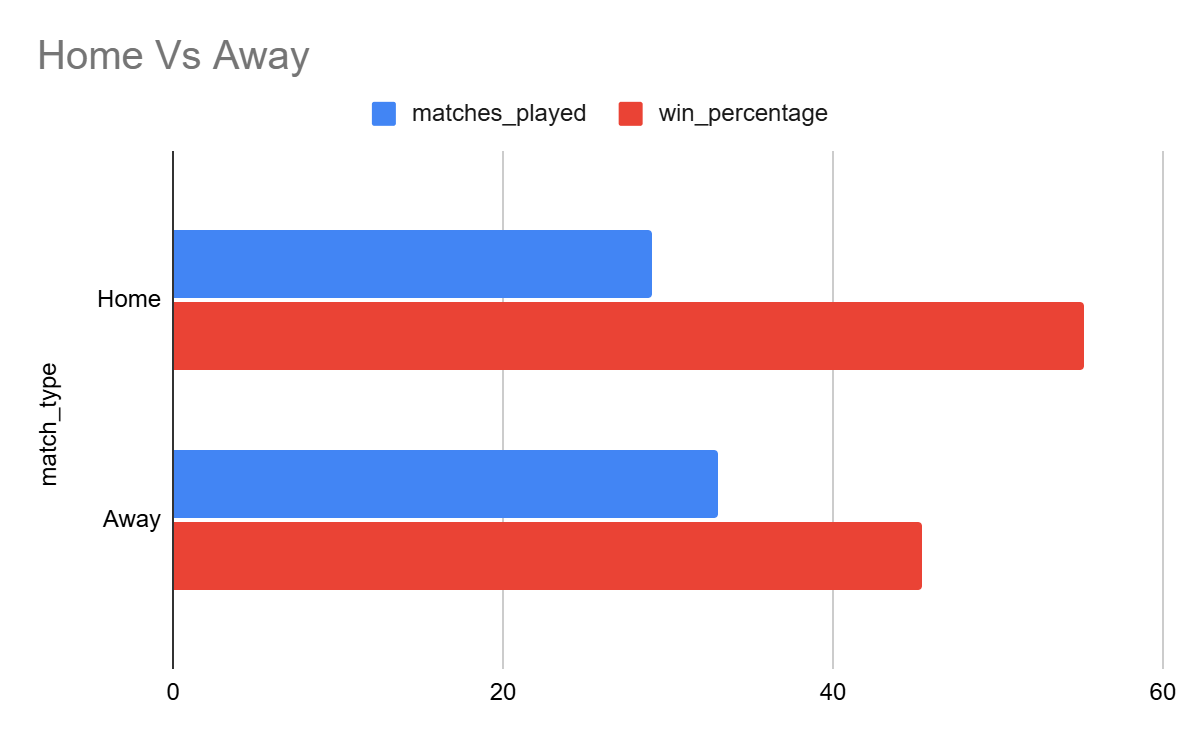 Home Vs Away
matches_played win_percentage
Home
match_type
Away
0 20 40 60